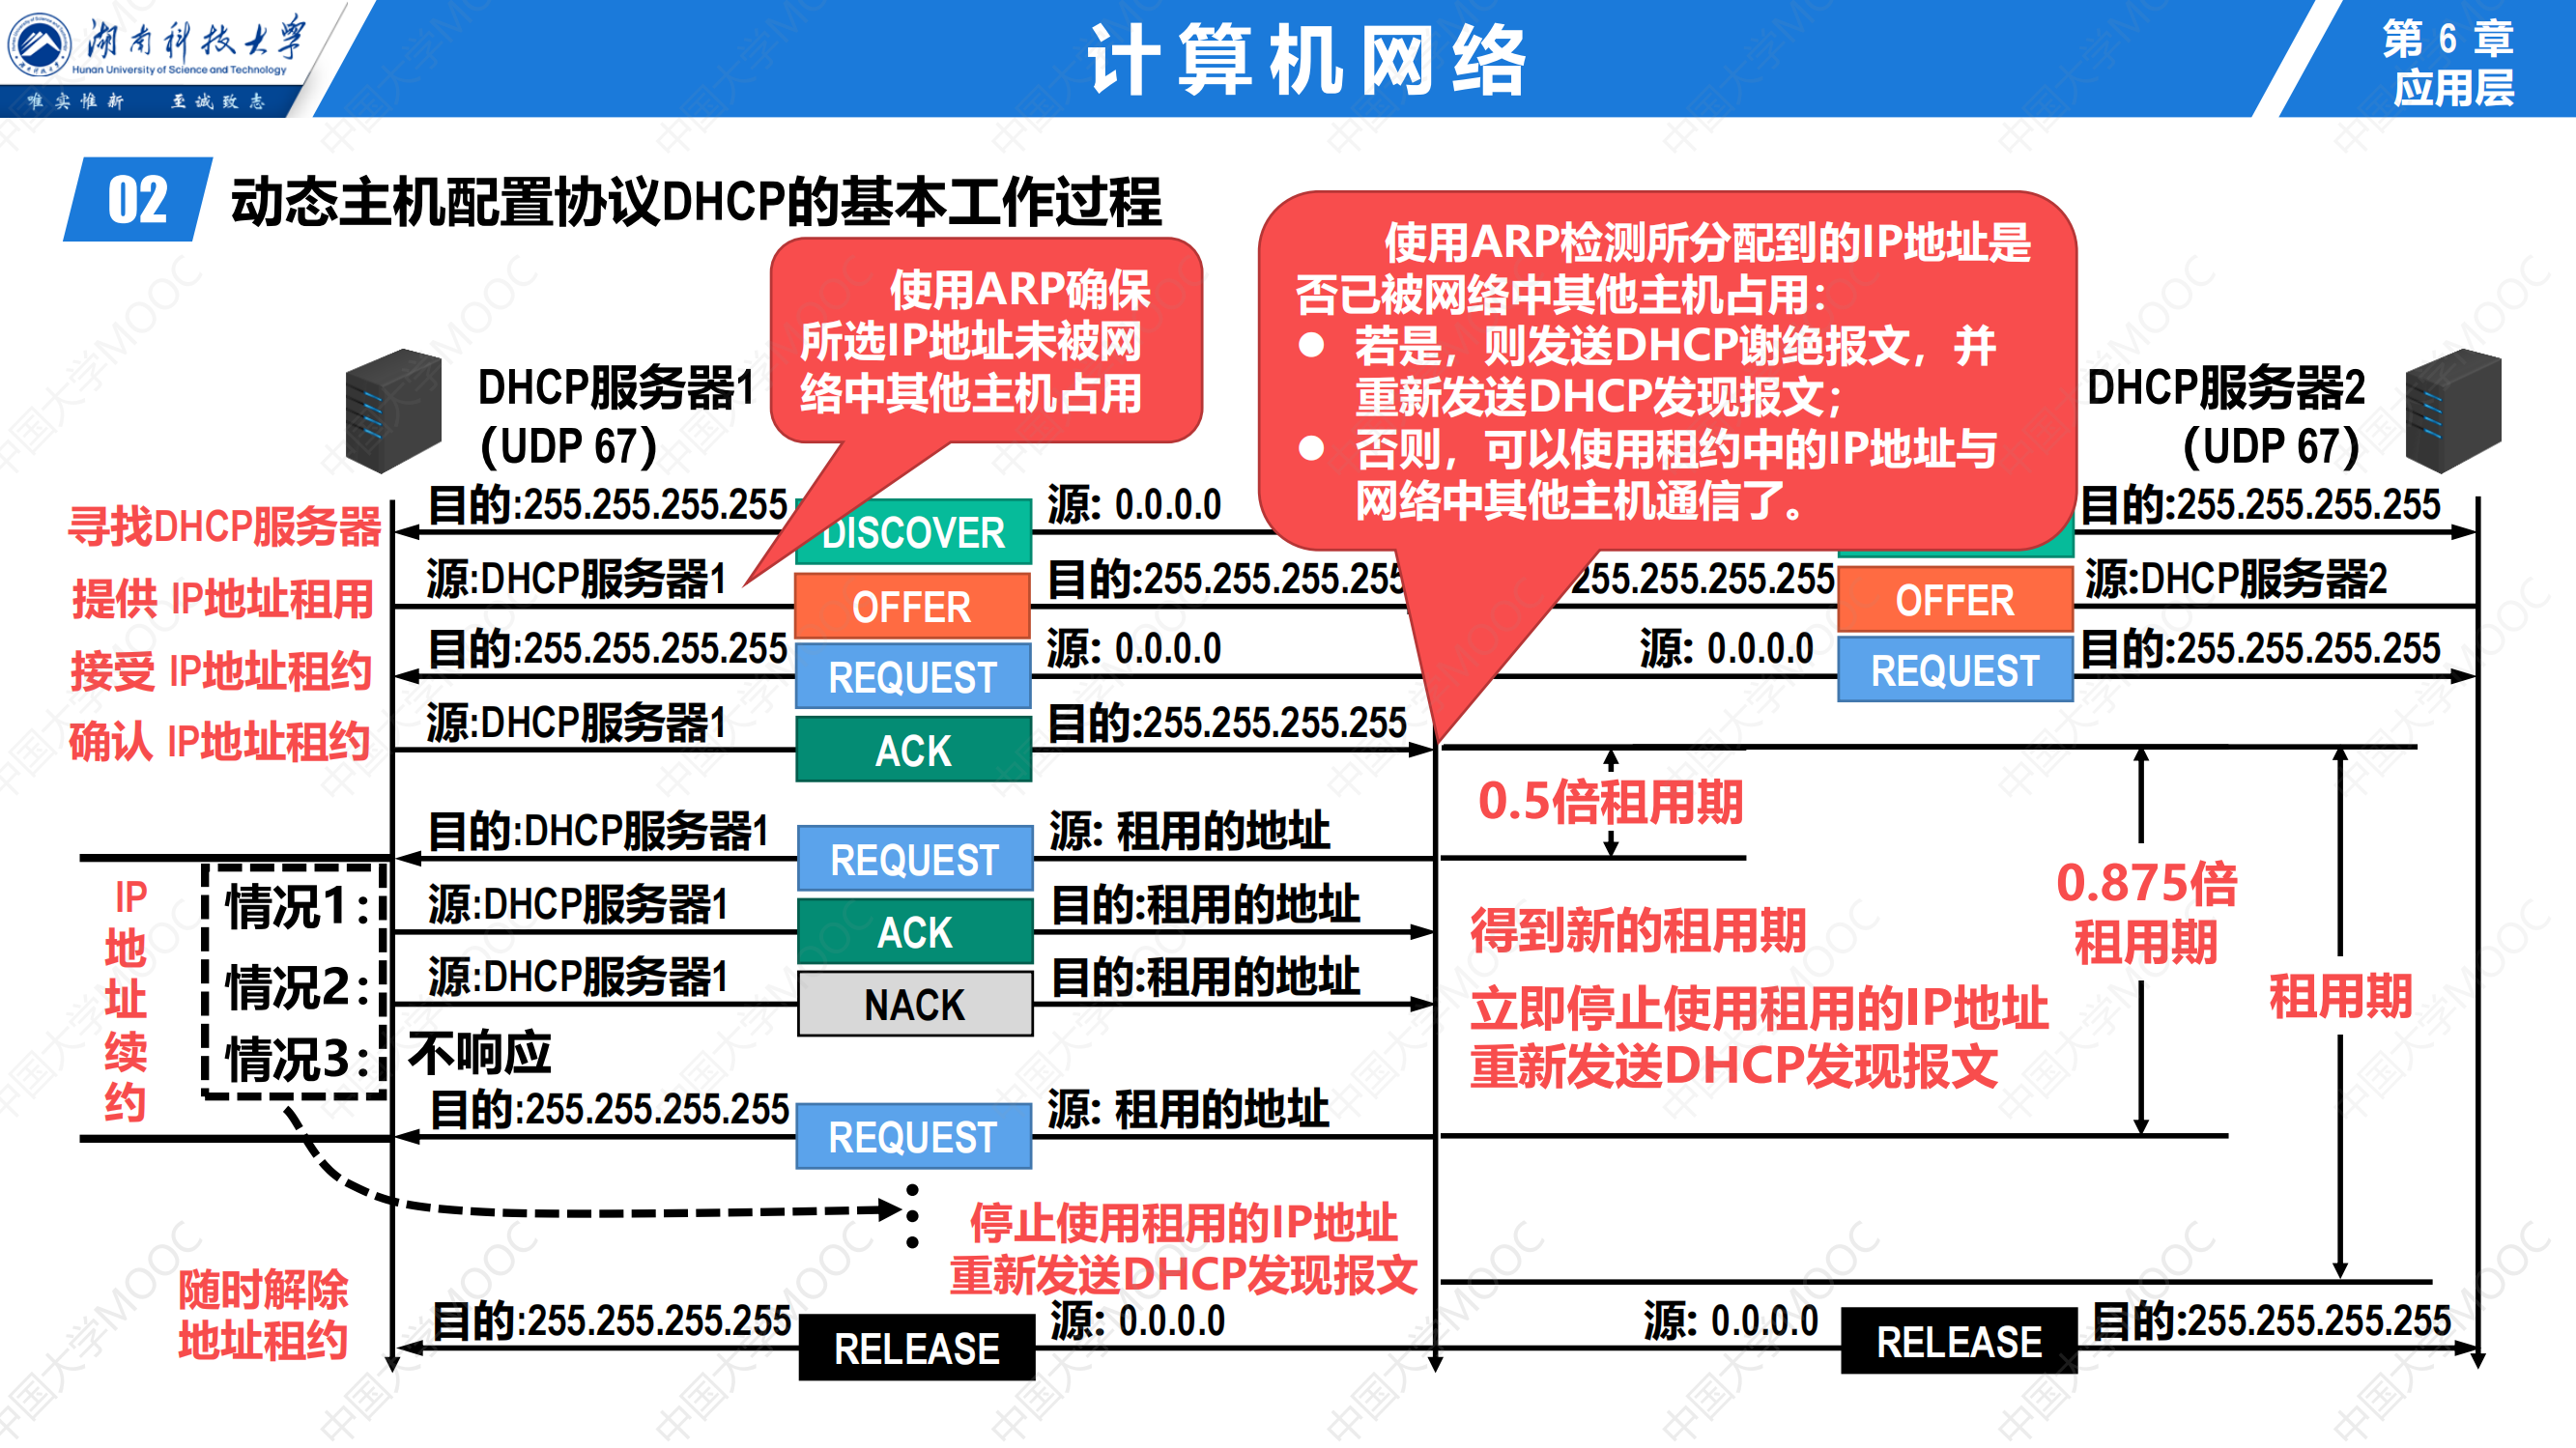 湖南科技大学
Hunan University of Science and Technology
唯实惟新 至诚致志
计算机网络
第 6 章
应用层
02 动态主机配置协议DHCP的基本工作过程
使用ARP确保
所选IP地址未被网
络中其他主机占用
使用ARP检测所分配到的IP地址是
否已被网络中其他主机占用：
● 若是，则发送DHCP谢绝报文，并
重新发送DHCP发现报文；
● 否则，可以使用租约中的IP地址与
网络中其他主机通信了。
DHCP服务器1
（UDP 67）
DHCP服务器2
（UDP 67）
寻找DHCP服务器
目的:255.255.255.255
DISCOVER
源: 0.0.0.0
目的:255.255.255.255
提供 IP地址租用
源:DHCP服务器1
OFFER
目的:255.255.255.255
255.255.255.255
OFFER
源:DHCP服务器2
接受 IP地址租约
目的:255.255.255.255
REQUEST
源: 0.0.0.0
源: 0.0.0.0
REQUEST
目的:255.255.255.255
确认 IP地址租约
源:DHCP服务器1
ACK
目的:255.255.255.255
0.5倍租用期
0.875倍
租用期
租用期
IP
地
址
续
约
目的:DHCP服务器1
REQUEST
源: 租用的地址
情况1:
源:DHCP服务器1
ACK
目的:租用的地址
得到新的租用期
情况2:
源:DHCP服务器1
NACK
目的:租用的地址
立即停止使用租用的IP地址
重新发送DHCP发现报文
情况3:
不响应
目的:255.255.255.255
REQUEST
源: 租用的地址
停止使用租用的IP地址
重新发送DHCP发现报文
随时解除
地址租约
目的:255.255.255.255
RELEASE
源: 0.0.0.0
源: 0.0.0.0
RELEASE
目的:255.255.255.255
中国大学MOOC